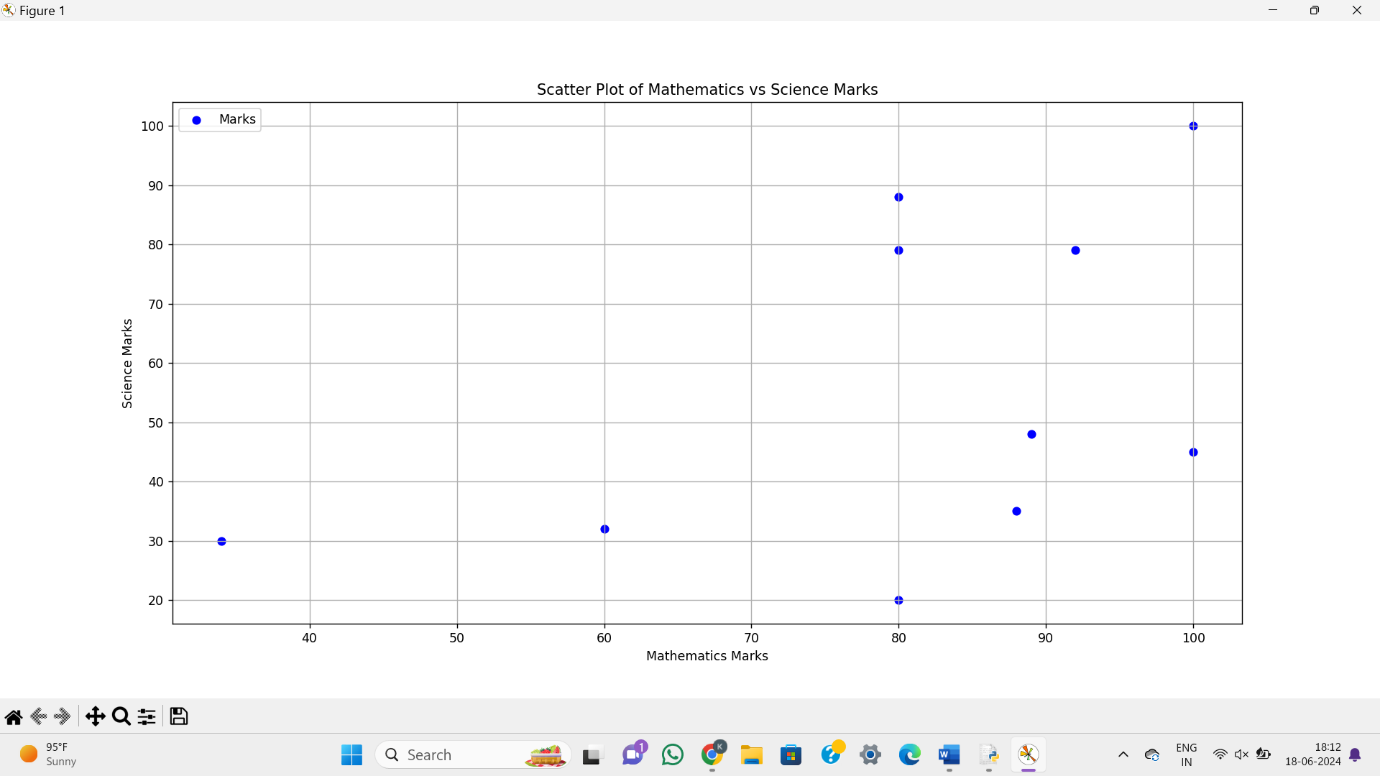 Figure 1
Scatter Plot of Mathematics vs Science Marks
Marks
100
90
80
70
60
50
40
30
20
Science Marks
40 50 60 70 80 90 100
Mathematics Marks
95°F
Sunny
Search
1
K
ENG
IN
18:12
18-06-2024